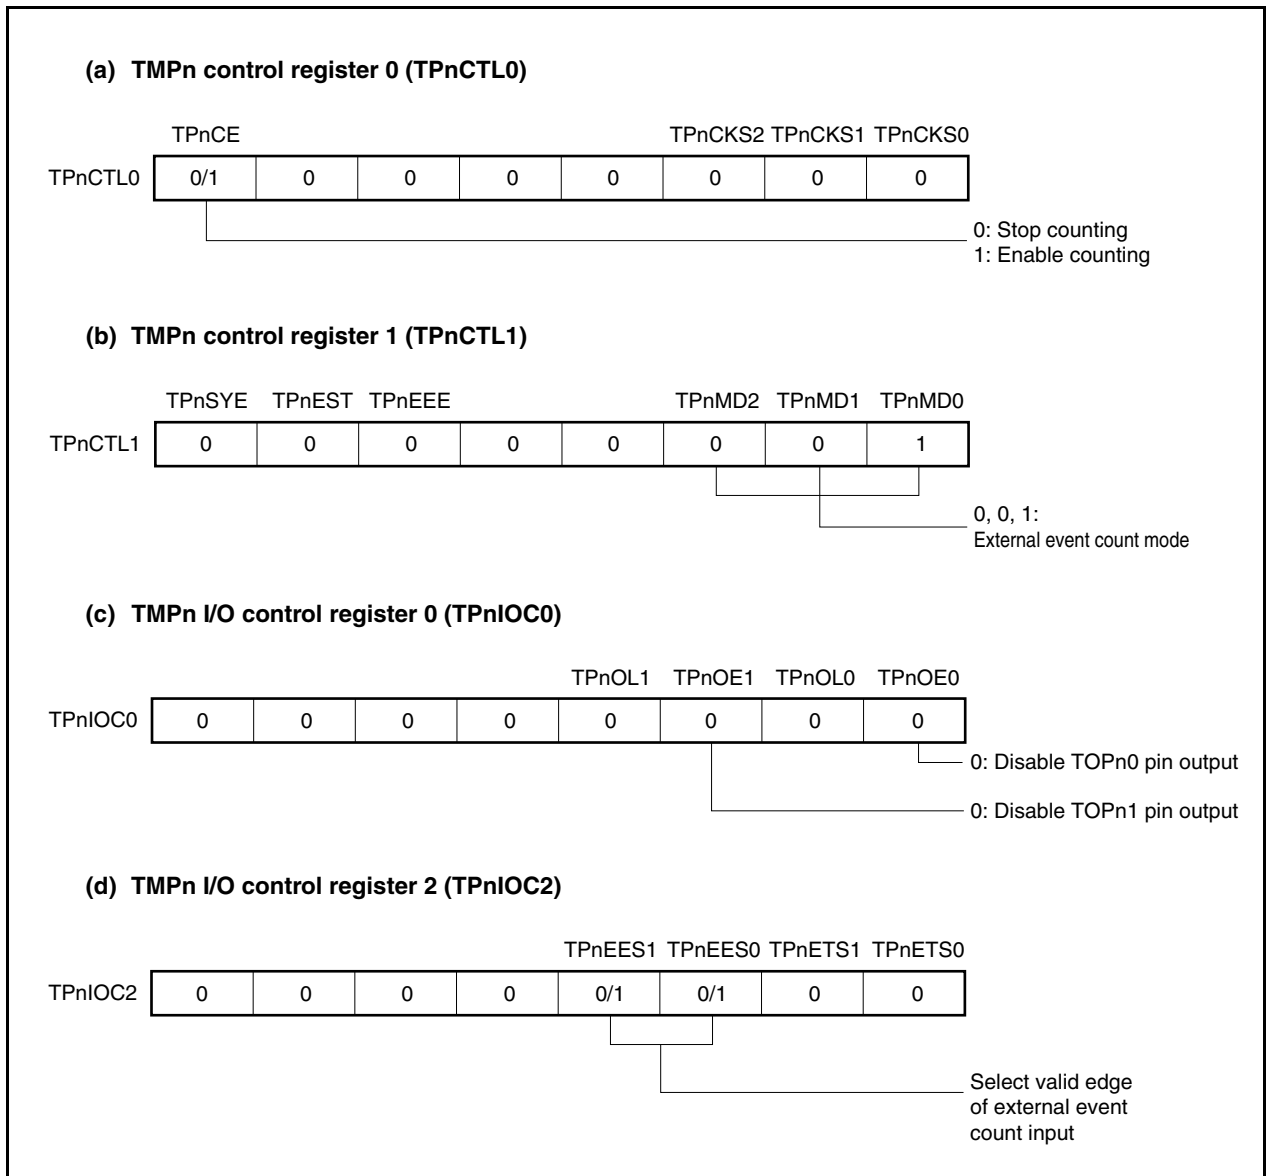 (a) TMPn control register 0 (TPnCTL0)
TPnCE TPnCKS2 TPnCKS1 TPnCKS0
TPnCTL0 0/1 0 0 0 0 0 0 0
0: Stop counting
1: Enable counting
(b) TMPn control register 1 (TPnCTL1)
TPnSYE TPnEST TPnEEE TPnMD2 TPnMD1 TPnMD0
TPnCTL1 0 0 0 0 0 0 0 1
0, 0, 1:
External event count mode
(c) TMPn I/O control register 0 (TPnIOC0)
TPnOL1 TPnOE1 TPnOL0 TPnOE0
TPnIOC0 0 0 0 0 0 0 0 0
0: Disable TOPn0 pin output
0: Disable TOPn1 pin output
(d) TMPn I/O control register 2 (TPnIOC2)
TPnEES1 TPnEES0 TPnETS1 TPnETS0
TPnIOC2 0 0 0 0 0/1 0/1 0 0
Select valid edge
of external event
count input